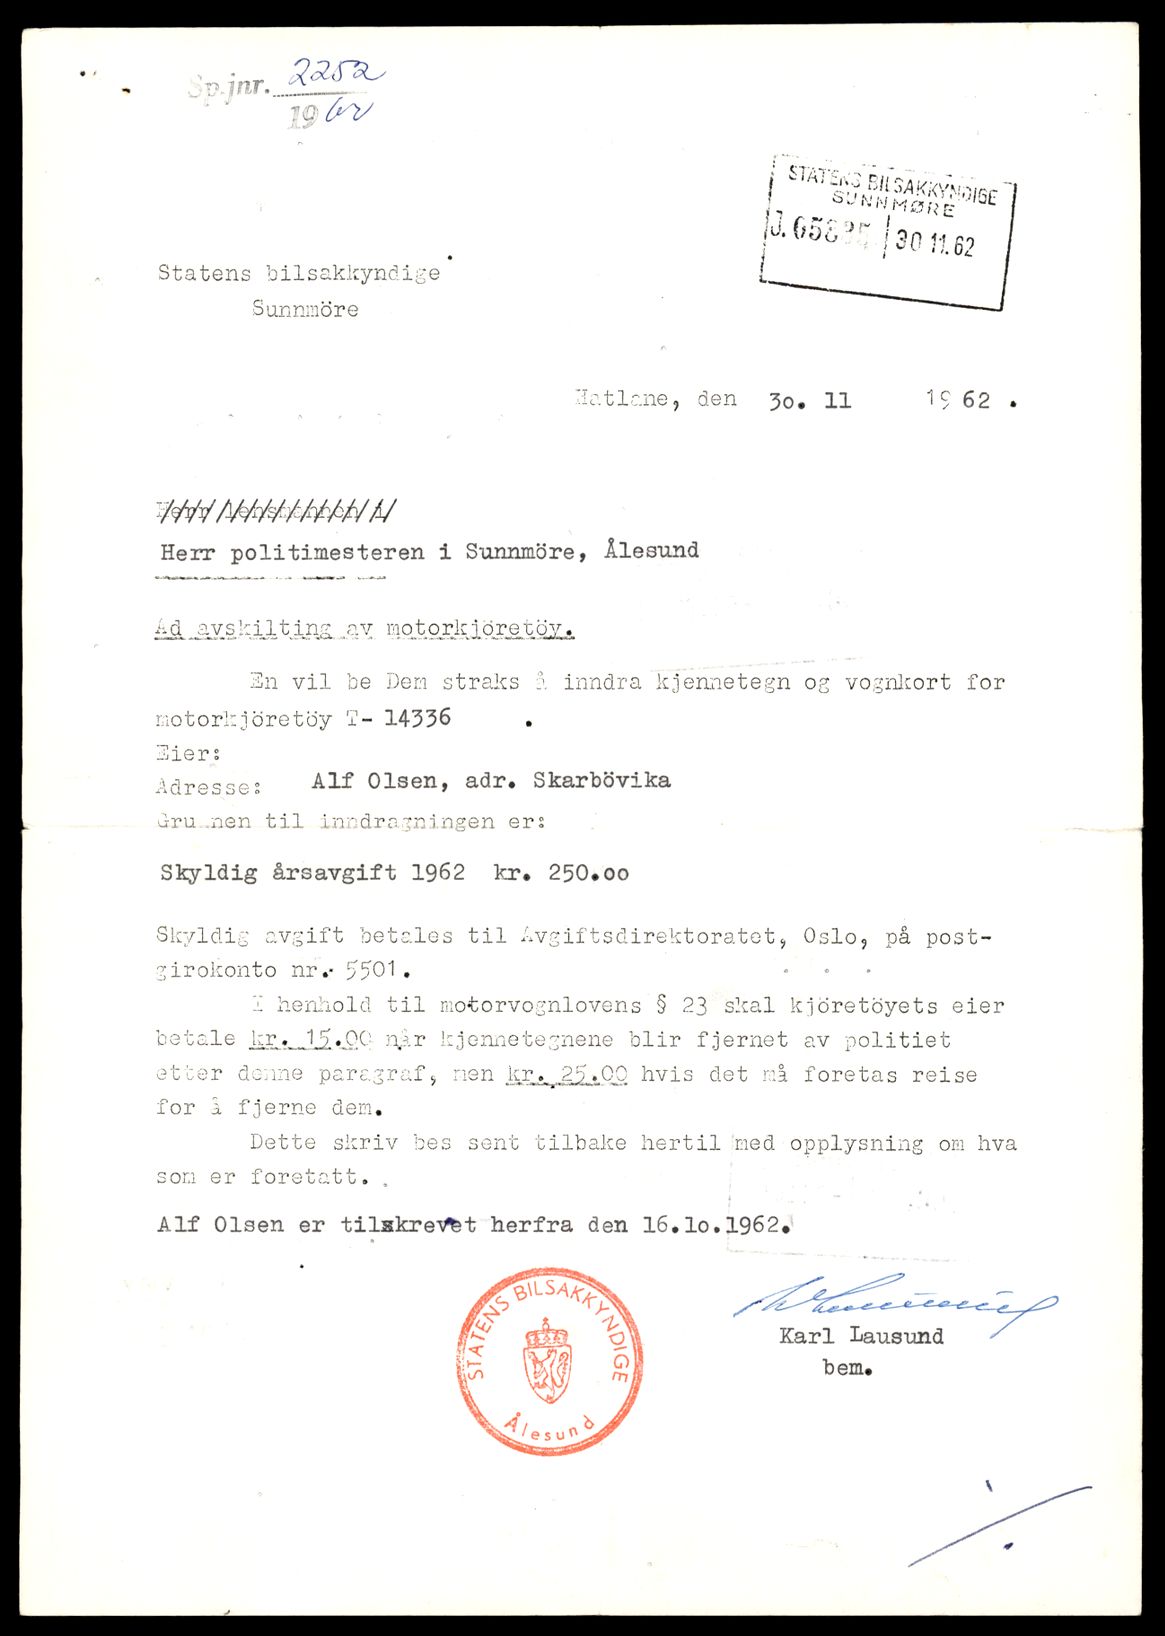 Sp.jnr. 2252
1962
STATENS BILSAKKYNDIGE
SUNNMØRE
30 11.62
Statens bilsakkyndige
Sunnmöre
Hatlane, den 30. 11 1962 .
Herr lensmannen i
Herr politimesteren i Sunnmöre, Ålesund
Ad avskilting av motorkjöretöy.
En vil be Dem straks å inndra kjennetegn og vognkort for
motorkjöretöy T- 14336 .
Eier:
Adresse: Alf Olsen, adr. Skarbövika
Grunnen til inndragningen er:
Skyldig årsavgift 1962 kr. 250.oo
Skyldig avgift betales til Avgiftsdirektoratet, Oslo, på post-
girokonto nr. 5501.
I henhold til motorvognlovens § 23 skal kjöretöyets eier
betale kr. 15.00 når kjennetegnene blir fjernet av politiet
etter denne paragraf, men kr. 25.00 hvis det må foretas reise
for å fjerne dem.
Dette skriv bes sent tilbake hertil med opplysning om hva
som er foretatt.
Alf Olsen er tilskrevet herfra den 16.10.1962.
STATENS BILSAKKYNDIGE
Ålesund
Karl Lausund
bem.